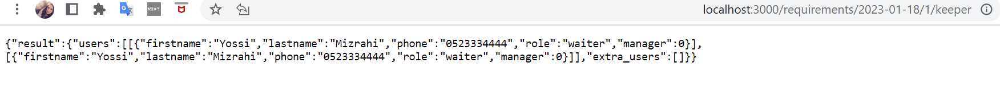 G
NEXT.
localhost:3000/requirements/2023-01-18/1/keeper
{"result":{"users":[[{"firstname":"Yossi","lastname":"Mizrahi","phone":"0523334444","role":"waiter","manager":0}],
[{"firstname":"Yossi","lastname":"Mizrahi","phone":"0523334444","role":"waiter","manager":0}]],"extra_users":[]}}